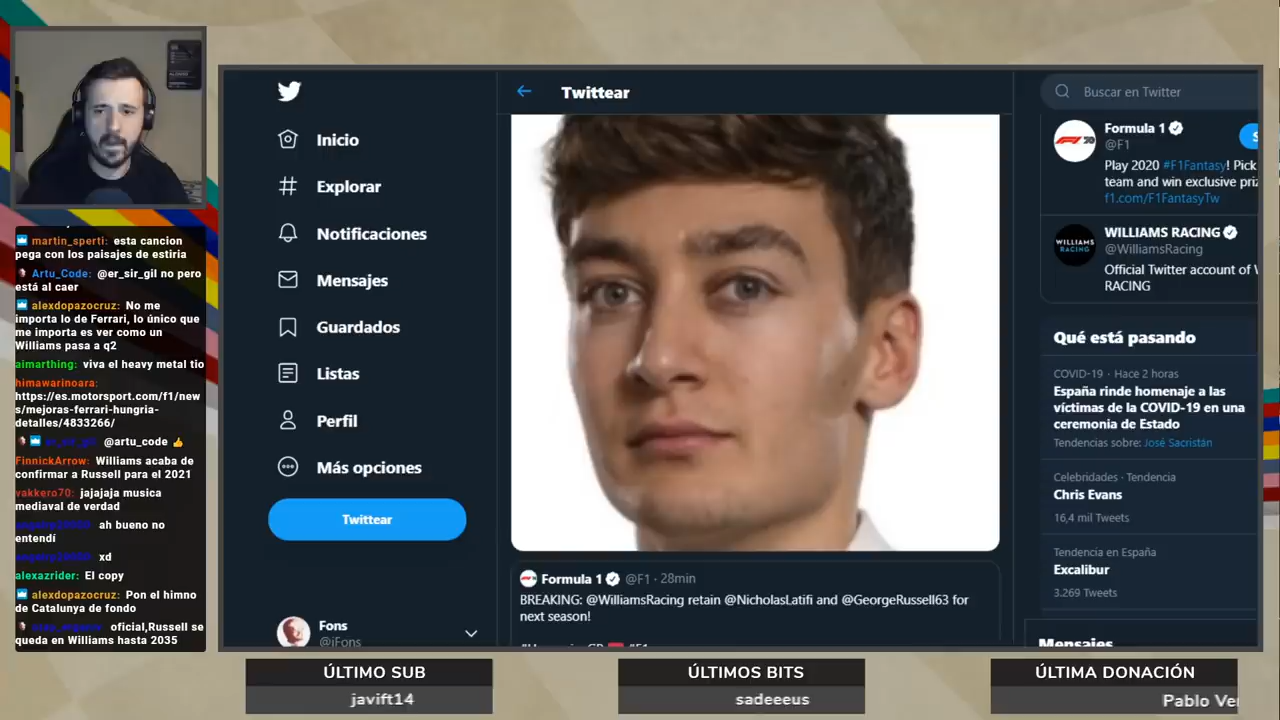 martin_sperti: esta cancion
pega con los paisajes de estiria
Artu_Code: @er_sir_gil no pero
está al caer
alexdopazocruz: No me
importa lo de Ferrari, lo único que
me importa es ver como un
Williams pasa a q2
aimarthing: viva el heavy metal tio
himawarinoara:
https://es.motorsport.com/f1/new
s/mejoras-ferrari-hungria-
detalles/4833266/
er_sir_gil: @artu_code 👍
FinnickArrow: Williams acaba de
confirmar a Russell para el 2021
vakkero70: jajajaja musica
mediaval de verdad
ah bueno no
entendí
xd
alexazrider: El copy
alexdopazocruz: Pon el himno
de Catalunya de fondo
oficial,Russell se
queda en Williams hasta 2035
Inicio
Explorar
Notificaciones
Mensajes
Guardados
Listas
Perfil
Más opciones
Twittear
Fons
@iFons
Twittear
Formula 1 @F1 · 28min
BREAKING: @WilliamsRacing retain @NicholasLatifi and @GeorgeRussell63 for
next season!
Buscar en Twitter
Formula 1
@F1
S
Play 2020 #F1Fantasy! Pick
team and win exclusive priz
f1.com/F1FantasyTw
WILLIAMS
RACING
WILLIAMS RACING
@WilliamsRacing
Official Twitter account of W
RACING
Qué está pasando
COVID-19 · Hace 2 horas
España rinde homenaje a las
víctimas de la COVID-19 en una
ceremonia de Estado
Tendencias sobre: José Sacristán
Celebridades · Tendencia
Chris Evans
16,4 mil Tweets
Tendencia en España
Excalibur
3.269 Tweets
Mensajes
ÚLTIMO SUB
javift14
ÚLTIMOS BITS
sadeeeus
ÚLTIMA DONACIÓN
Pablo Ver